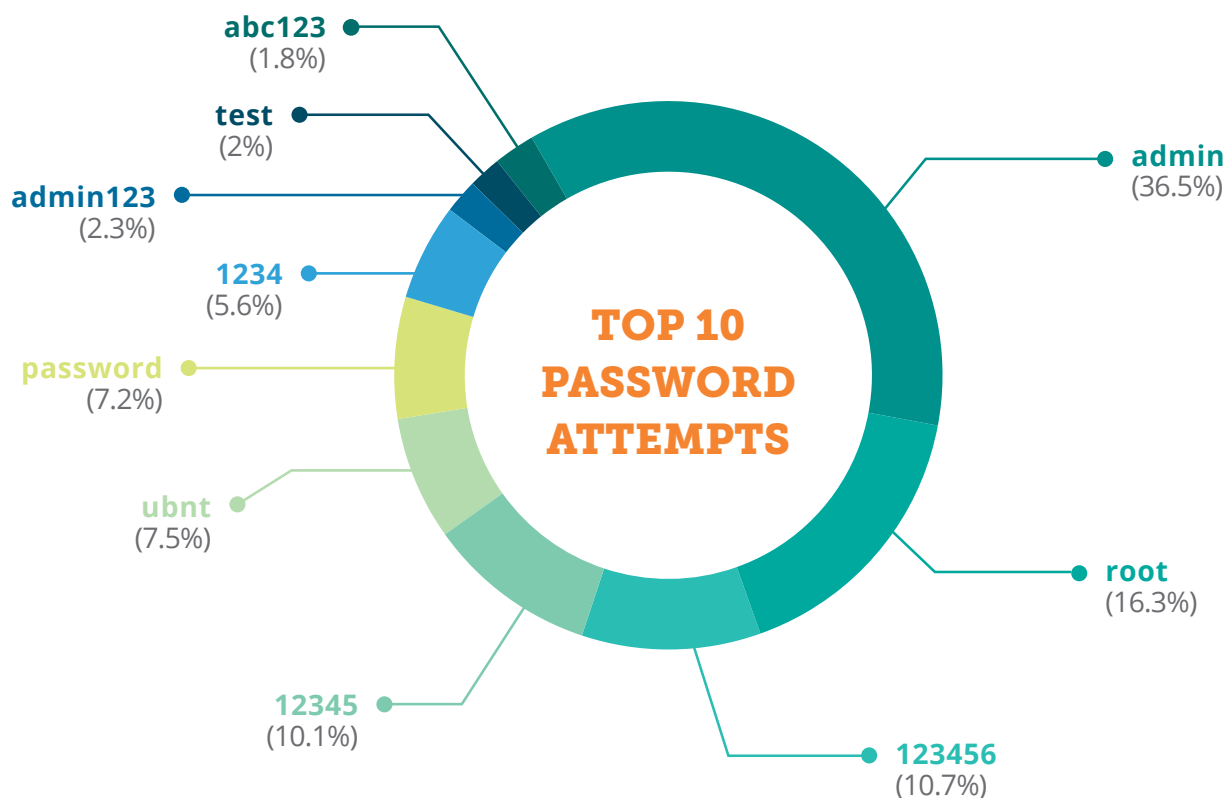 abc123
(1.8%)
test
(2%)
admin123
(2.3%)
1234
(5.6%)
password
(7.2%)
ubnt
(7.5%)
12345
(10.1%)
TOP 10
PASSWORD
ATTEMPTS
admin
(36.5%)
root
(16.3%)
123456
(10.7%)